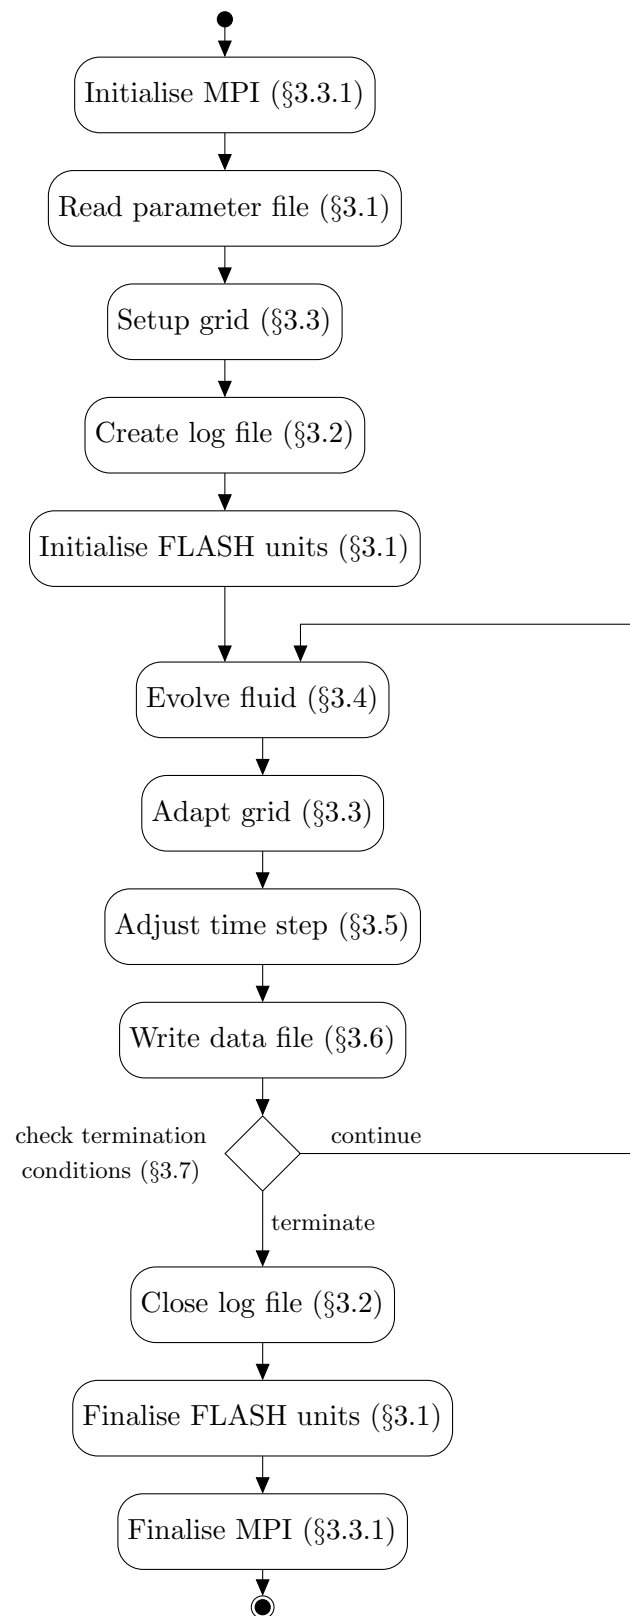 Initialise MPI (§3.3.1)
Read parameter file (§3.1)
Setup grid (§3.3)
Create log file (§3.2)
Initialise FLASH units (§3.1)
Evolve fluid (§3.4)
Adapt grid (§3.3)
Adjust time step (§3.5)
Write data file (§3.6)
check termination
conditions (§3.7)
continue
terminate
Close log file (§3.2)
Finalise FLASH units (§3.1)
Finalise MPI (§3.3.1)